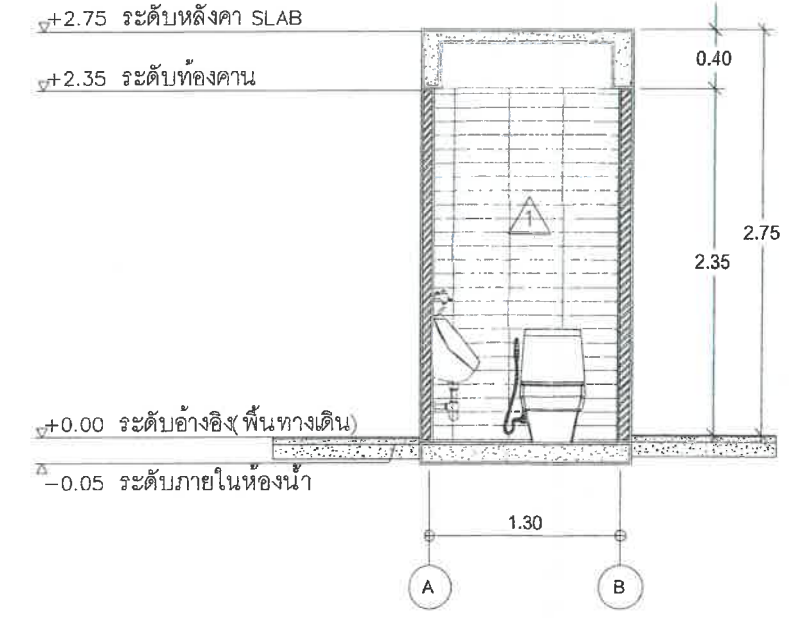 +2.75 ระดับหลังคา SLAB
0.40
+2.35 ระดับท้องคาน
1
2.75
2.35
+0.00 ระดับอ้างอิง(พื้นทางเดิน)
-0.05 ระดับภายในห้องน้ำ
1.30
A
B